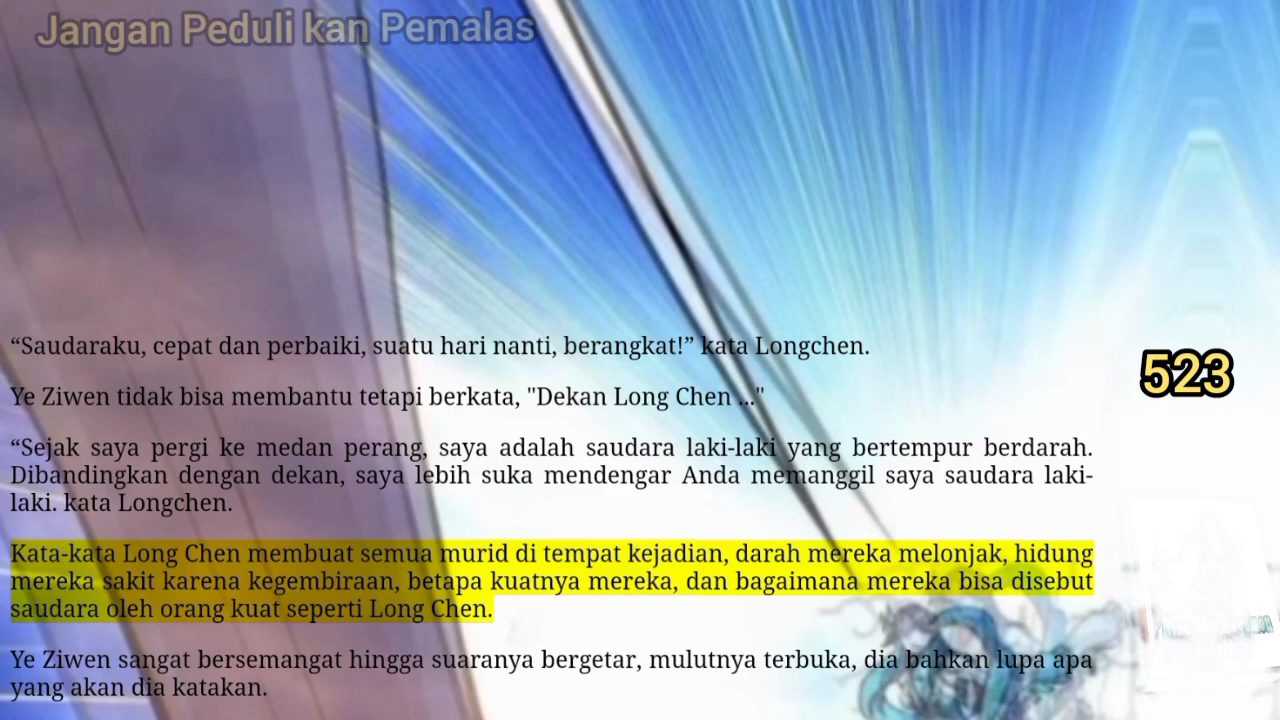 Jangan Peduli kan Pemalas
“Saudaraku, cepat dan perbaiki, suatu hari nanti, berangkat!” kata Longchen.
523
Ye Ziwen tidak bisa membantu tetapi berkata, "Dekan Long Chen ..."
“Sejak saya pergi ke medan perang, saya adalah saudara laki-laki yang bertempur berdarah.
Dibandingkan dengan dekan, saya lebih suka mendengar Anda memanggil saya saudara laki-
laki. kata Longchen.
Kata-kata Long Chen membuat semua murid di tempat kejadian, darah mereka melonjak, hidung
mereka sakit karena kegembiraan, betapa kuatnya mereka, dan bagaimana mereka bisa disebut
saudara oleh orang kuat seperti Long Chen.
Ye Ziwen sangat bersemangat hingga suaranya bergetar, mulutnya terbuka, dia bahkan lupa apa
yang akan dia katakan.